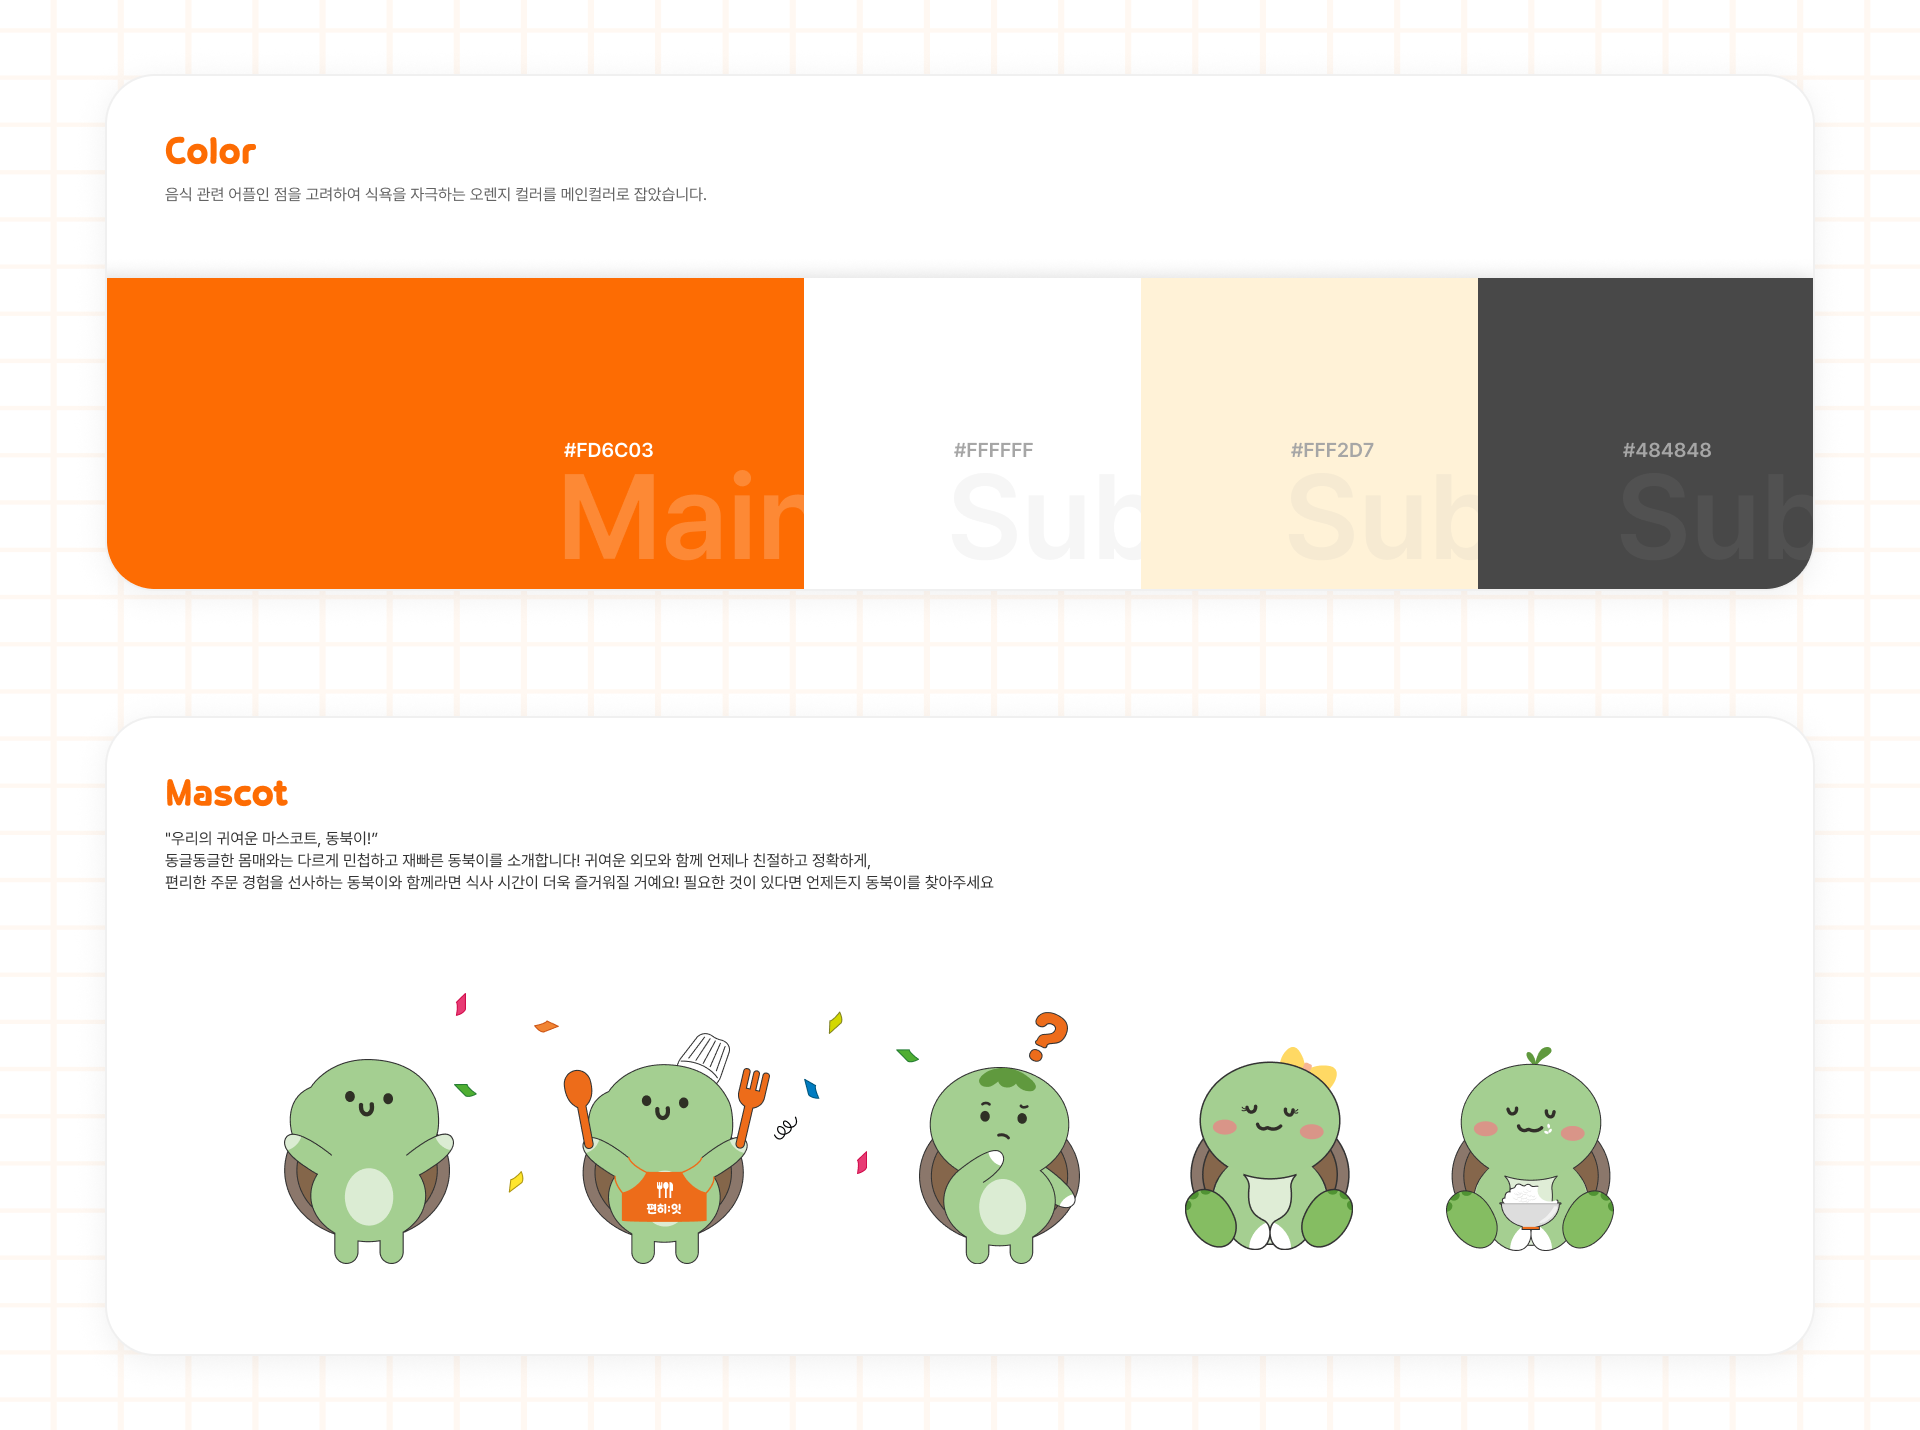 Color
음식 관련 어플인 점을 고려하여 식욕을 자극하는 오렌지 컬러를 메인컬러로 잡았습니다.
#FD6C03
Main
#FFFFFF
Sub
#FFF2D7
Sub
#484848
Sub
Mascot
"우리의 귀여운 마스코트, 동북이!”
동글동글한 몸매와는 다르게 민첩하고 재빠른 동북이를 소개합니다! 귀여운 외모와 함께 언제나 친절하고 정확하게,
편리한 주문 경험을 선사하는 동북이와 함께라면 식사 시간이 더욱 즐거워질 거예요! 필요한 것이 있다면 언제든지 동북이를 찾아주세요
?
편히:잇